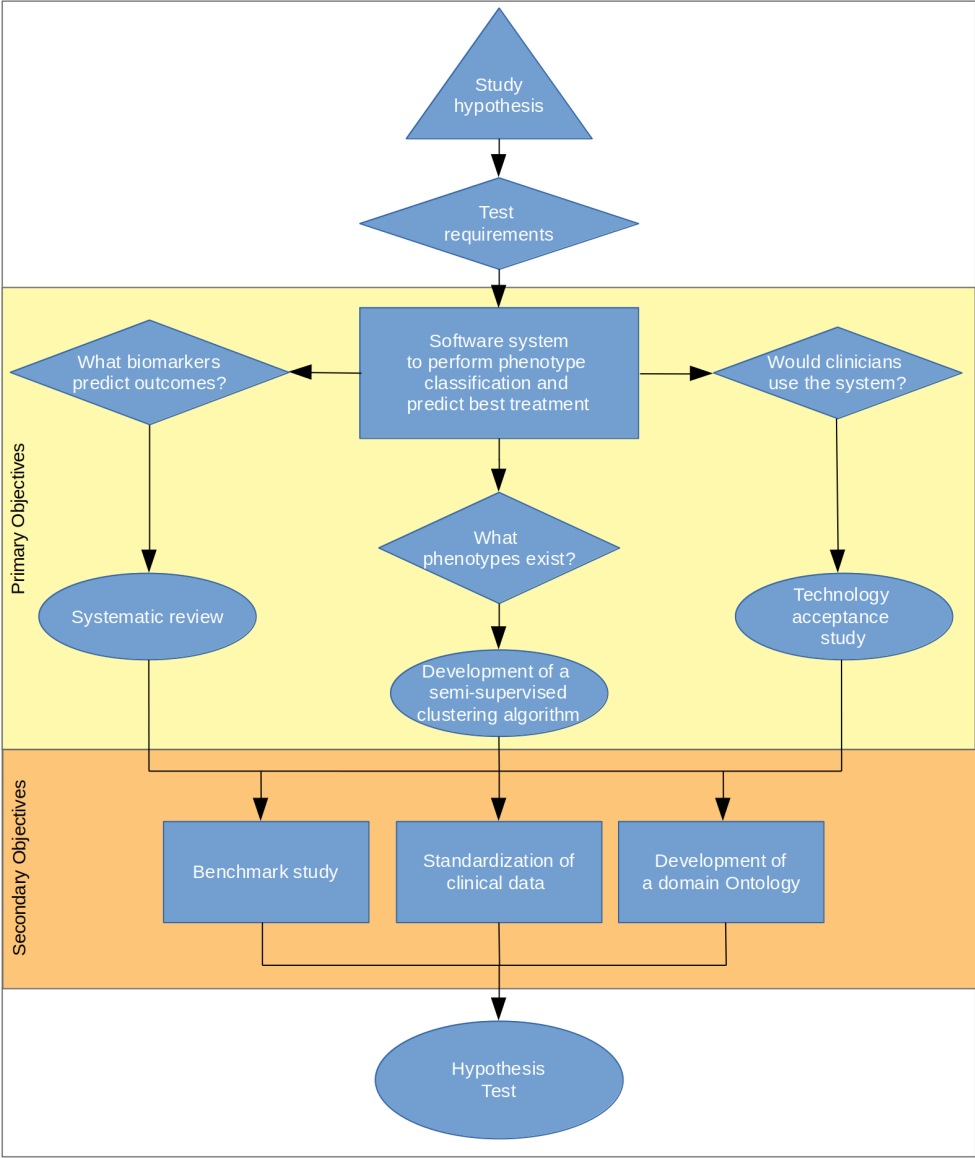 Study
hypothesis
Test
requirements
Primary Objectives
What biomarkers
predict outcomes?
Software system
to perform phenotype
classification and
predict best treatment
Would clinicians
use the system?
What
phenotypes exist?
Systematic review
Technology
acceptance
study
Development of a
semi-supervised
clustering algorithm
Secondary Objectives
Benchmark study
Standardization of
clinical data
Development of
a domain Ontology
Hypothesis
Test